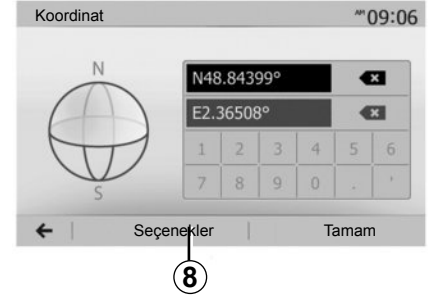 Koordinat AM 09:06
N
N48.84399°
E2.36508°
1 2 3 4 5 6
7 8 9 0 . '
S
Seçenekler Tamam
8